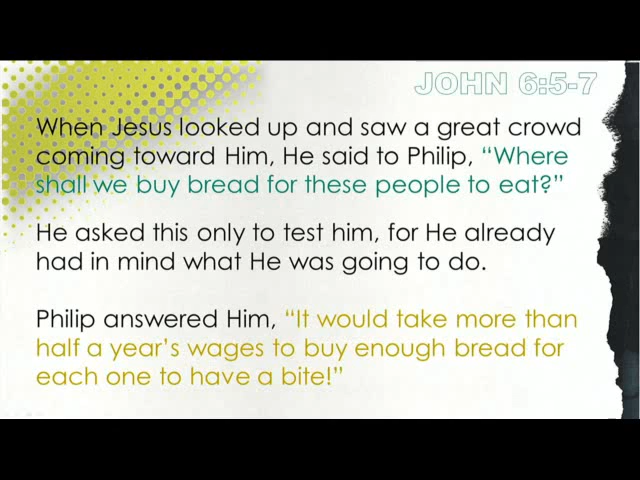 JOHN 6:5-7
When Jesus looked up and saw a great crowd
coming toward Him, He said to Philip, “Where
shall we buy bread for these people to eat?”
He asked this only to test him, for He already
had in mind what He was going to do.
Philip answered Him, “It would take more than
half a year’s wages to buy enough bread for
each one to have a bite!”